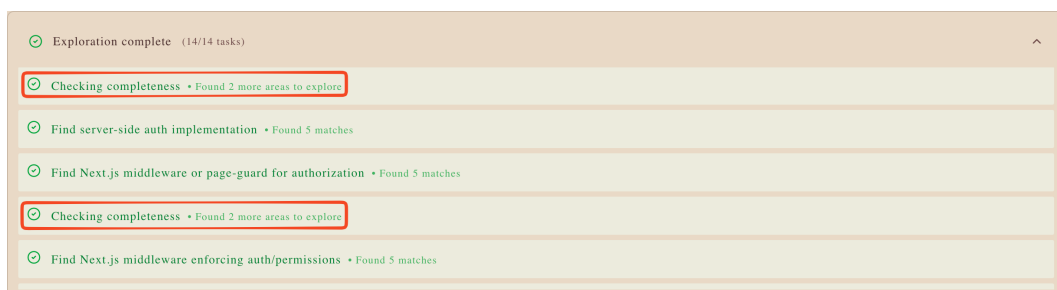 Exploration complete (14/14 tasks)
Checking completeness • Found 2 more areas to explore
Find server-side auth implementation • Found 5 matches
Find Next.js middleware or page-guard for authorization • Found 5 matches
Checking completeness • Found 2 more areas to explore
Find Next.js middleware enforcing auth/permissions • Found 5 matches